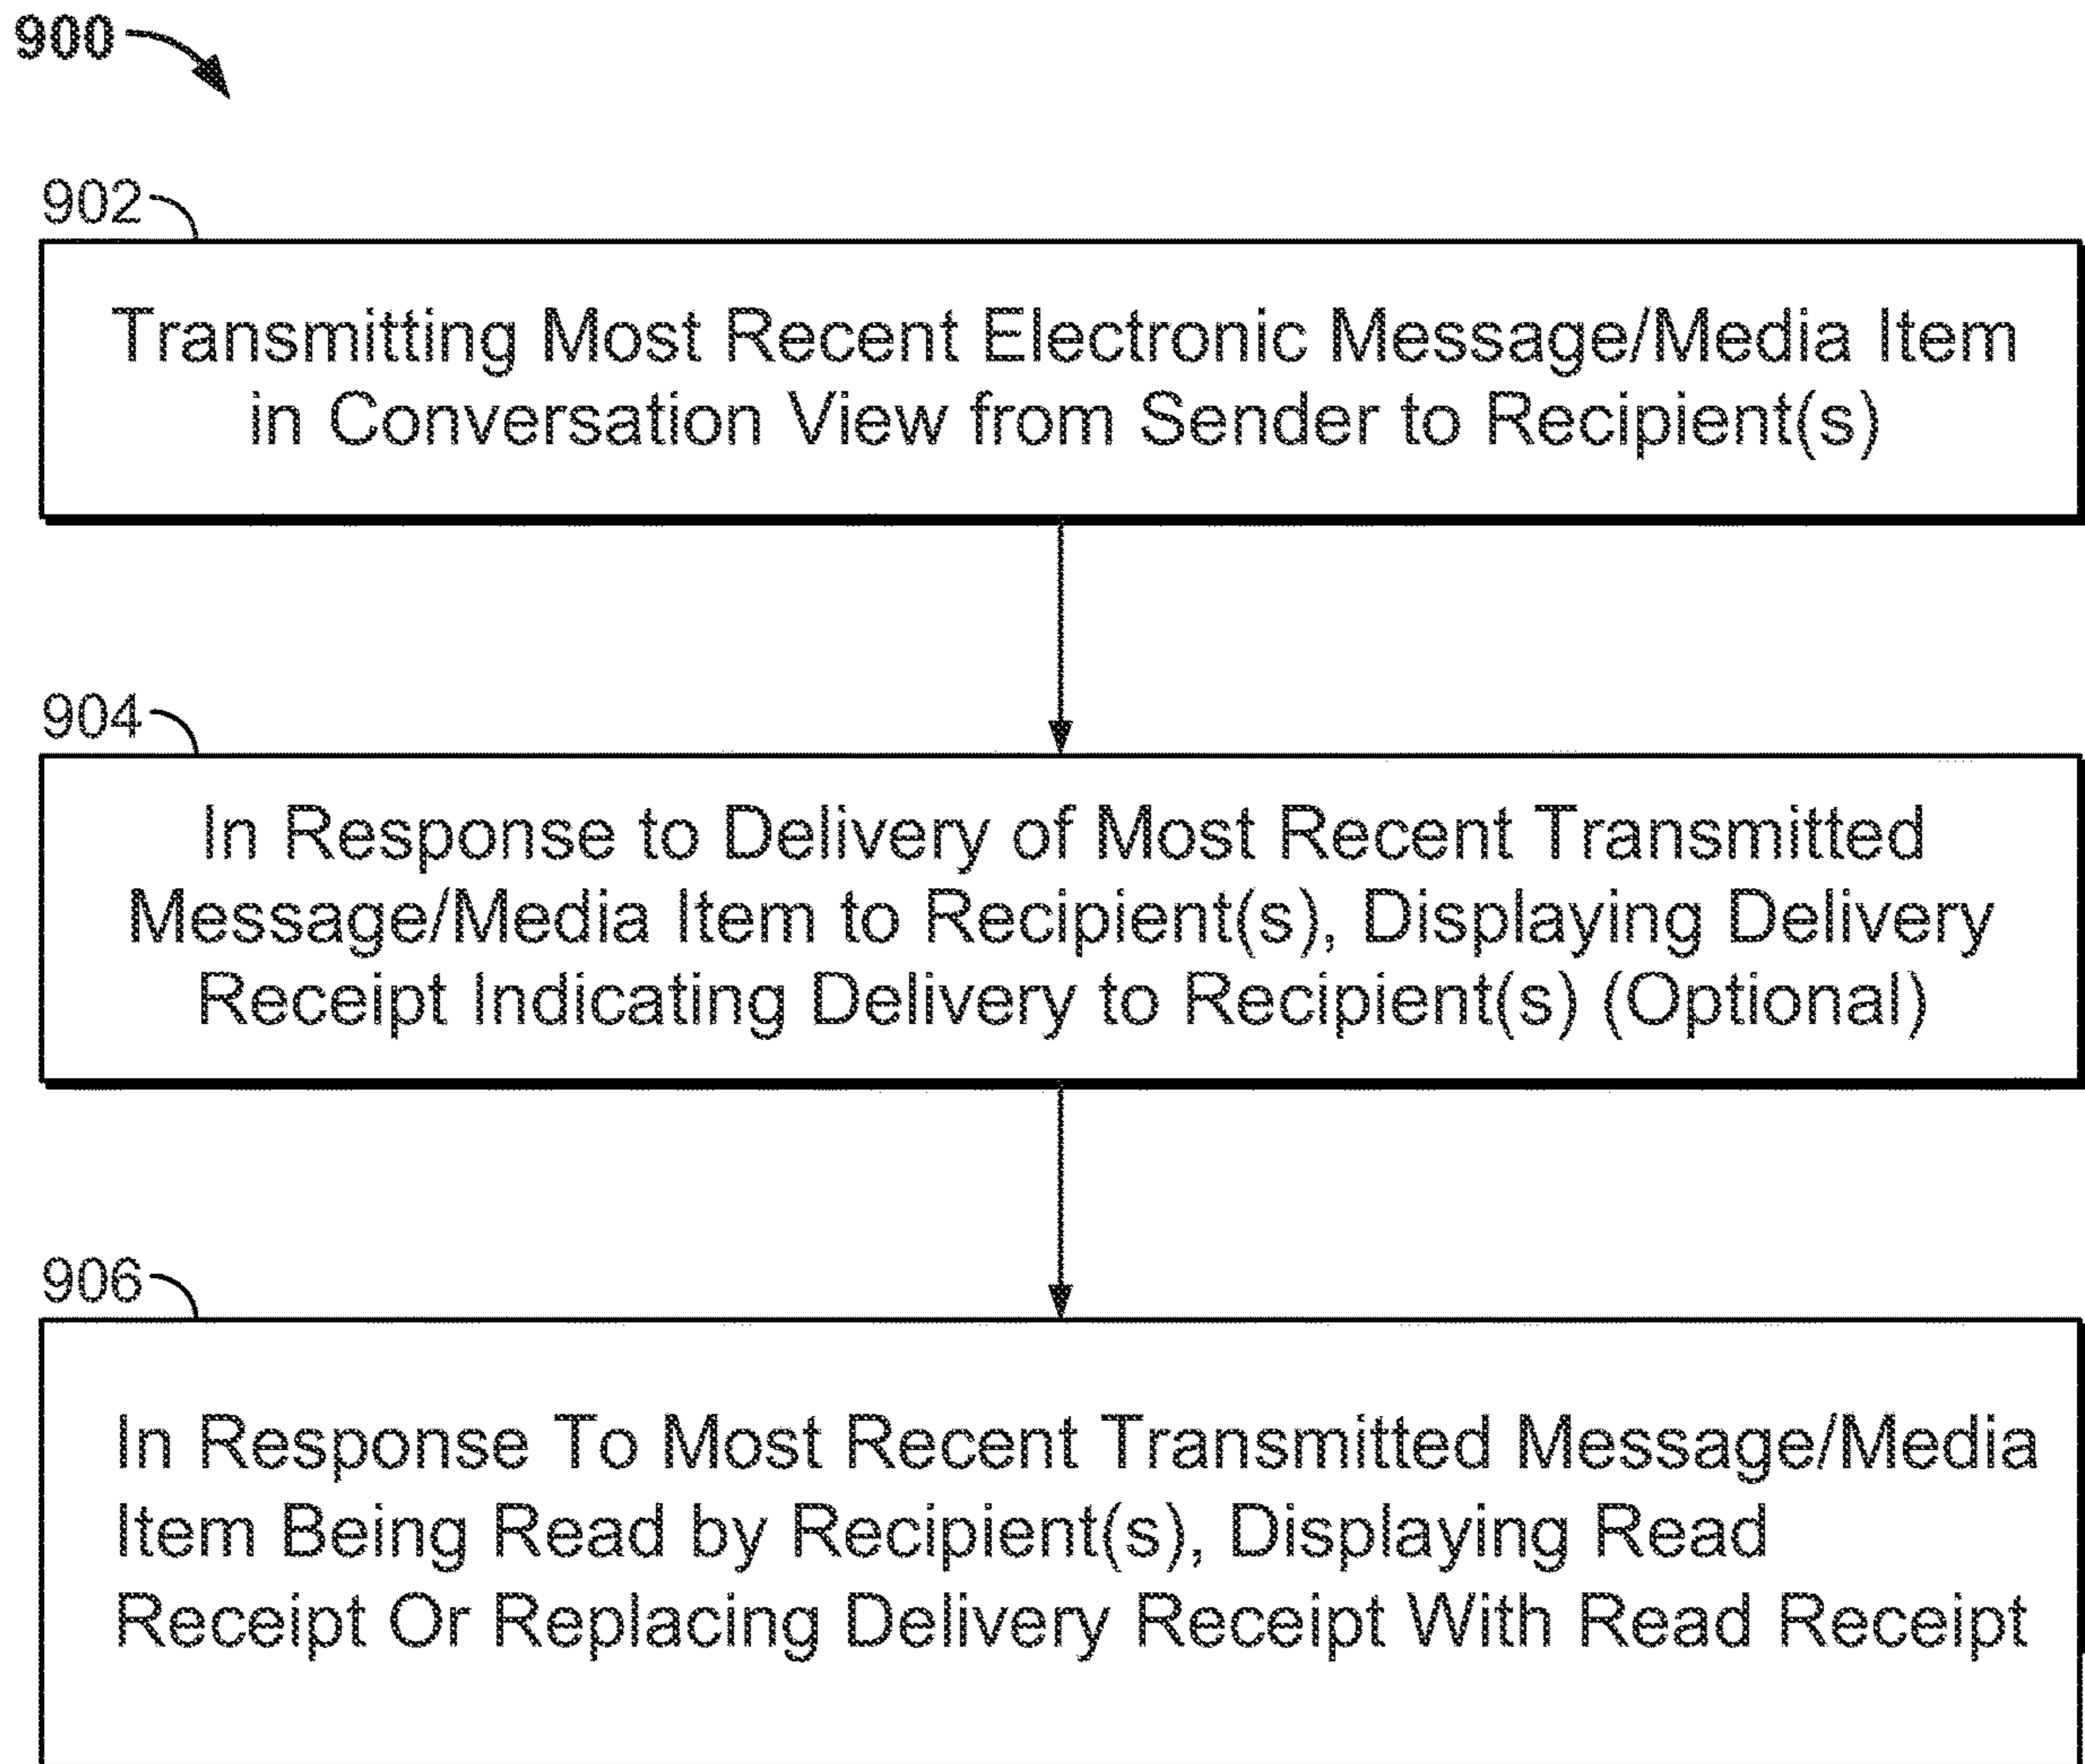 900
902
Transmitting Most Recent Electronic Message/Media Item
in Conversation View from Sender to Recipient(s)
904
In Response to Delivery of Most Recent Transmitted
Message/Media Item to Recipient(s), Displaying Delivery
Receipt Indicating Delivery to Recipient(s) (Optional)
906
In Response To Most Recent Transmitted Message/Media
Item Being Read by Recipient(s), Displaying Read
Receipt Or Replacing Delivery Receipt With Read Receipt